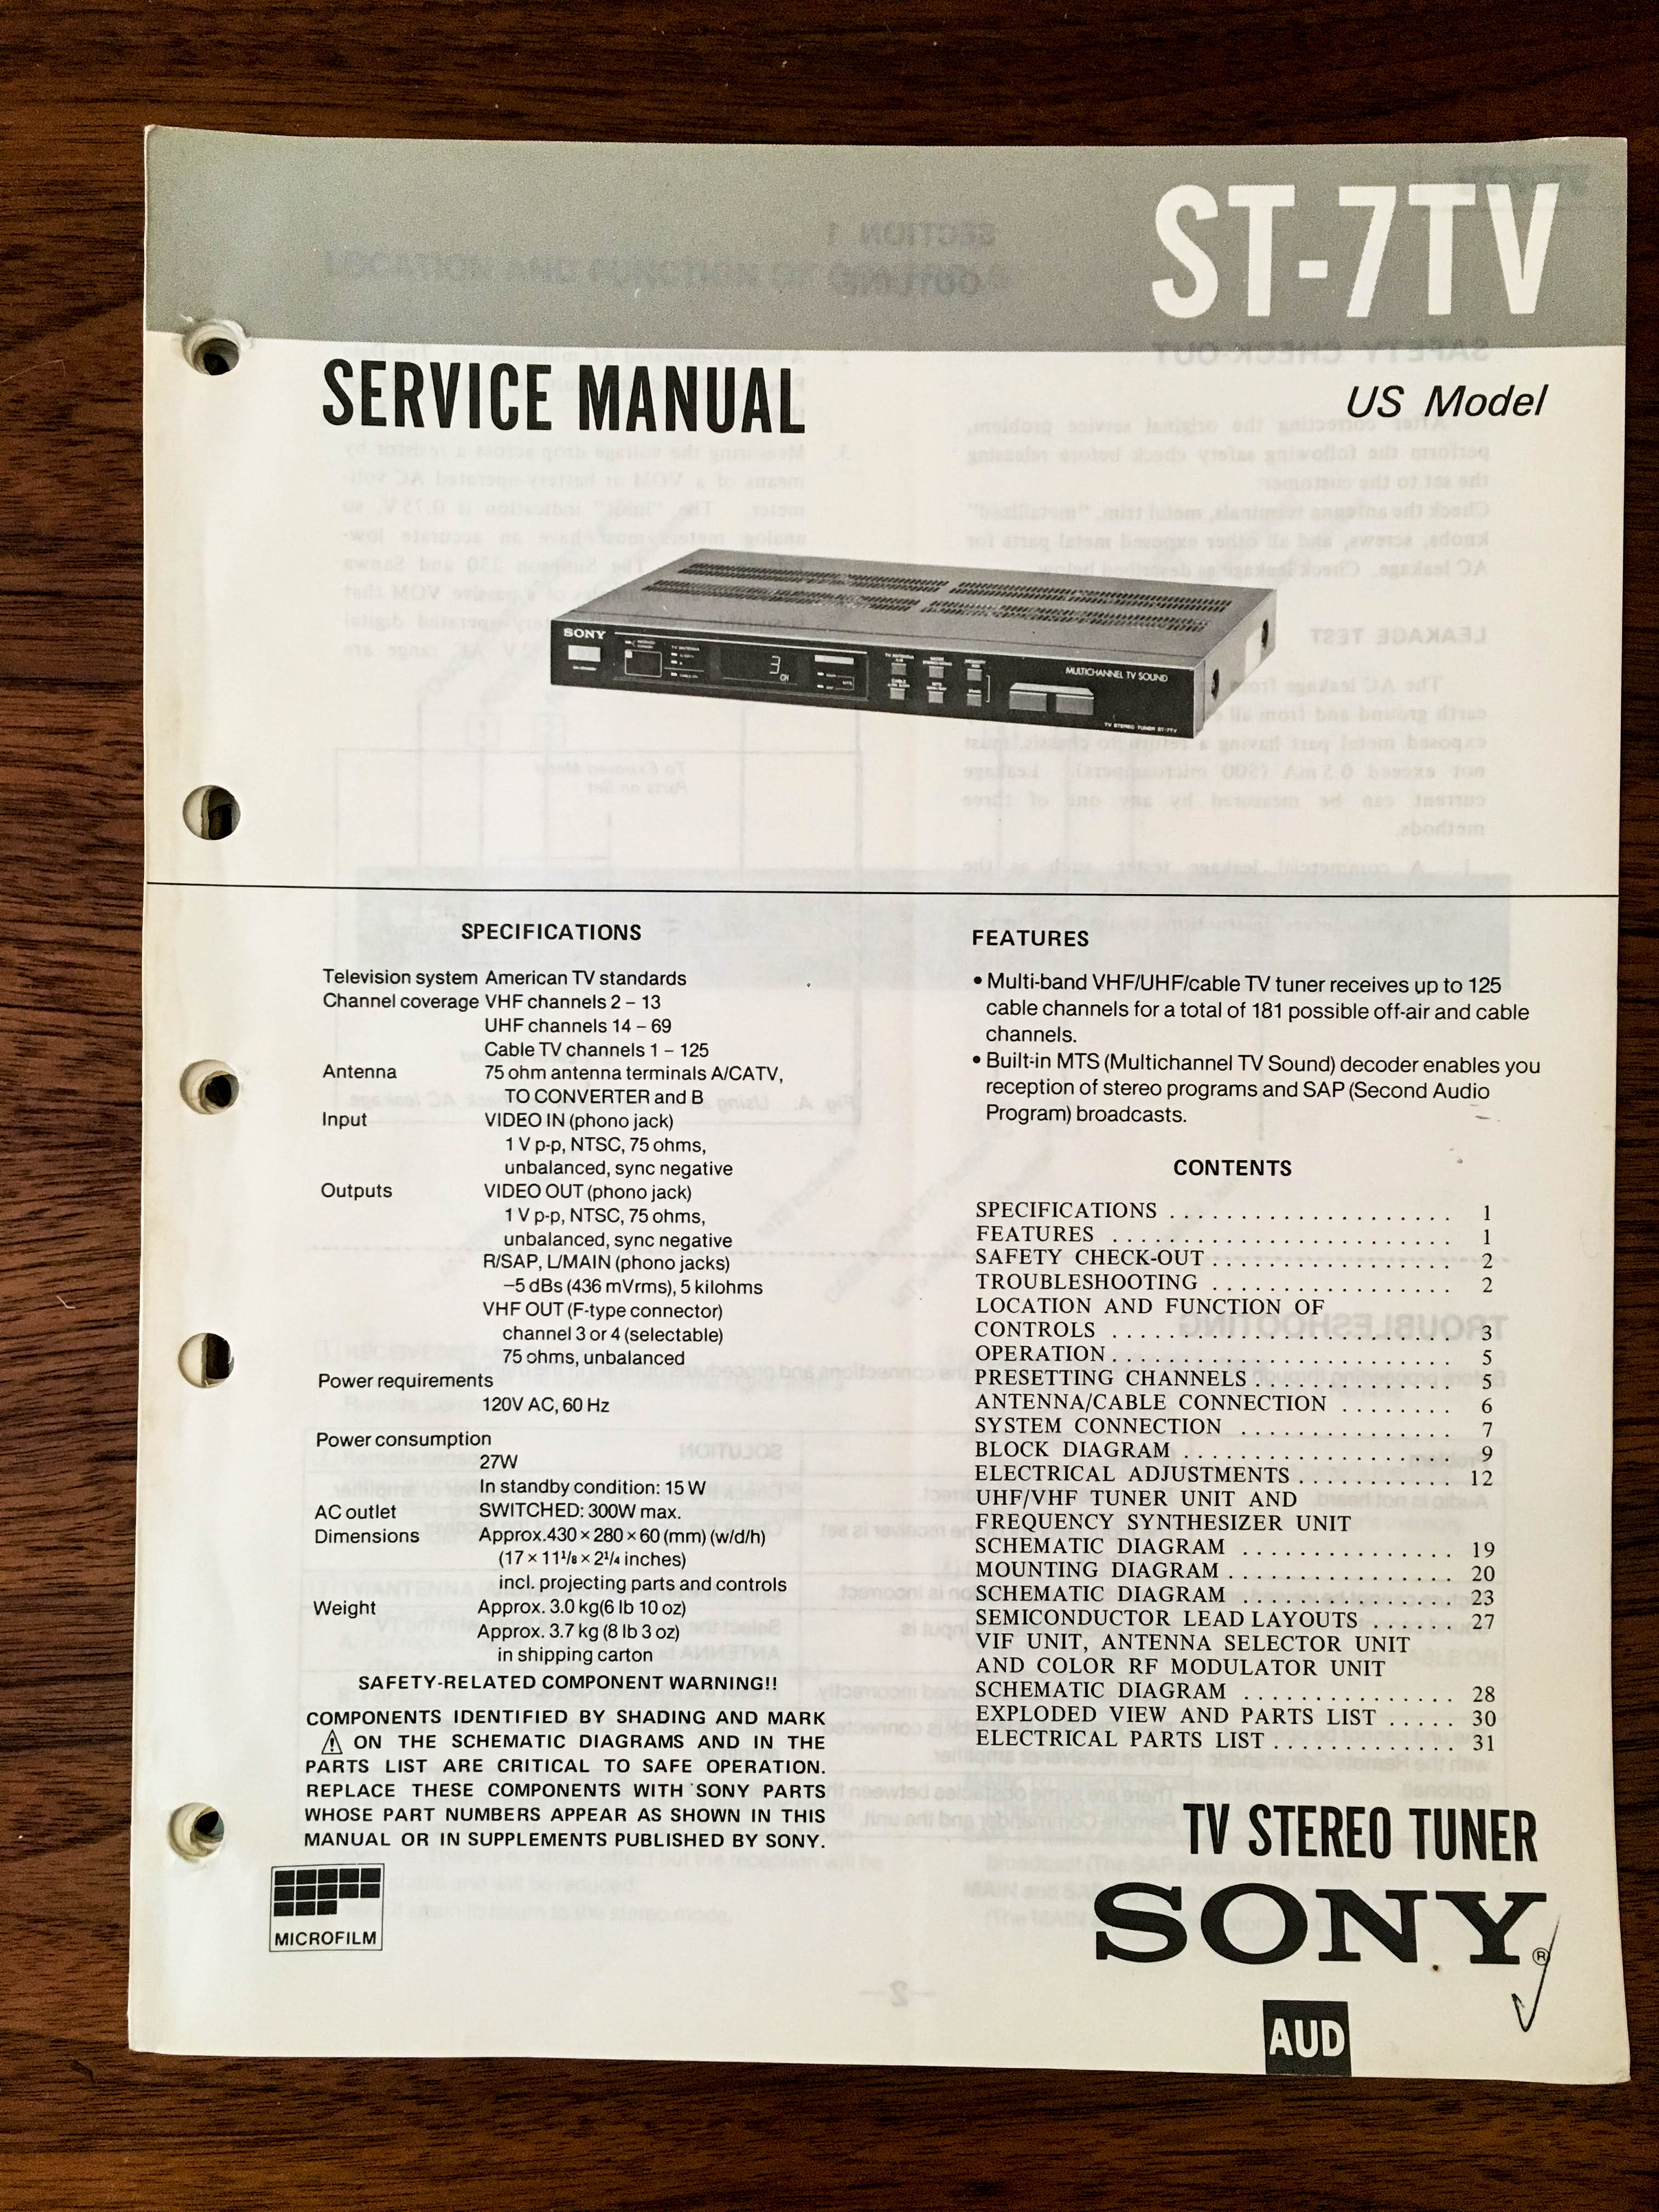 ST-7TV
SERVICE MANUAL
US Model
SONY
MULTICHANNEL TV SOUND
TV STEREO TUNER ST-7TV
3
CH
SPECIFICATIONS
Television system American TV standards
Channel coverage VHF channels 2 – 13
UHF channels 14 – 69
Cable TV channels 1 – 125
Antenna 75 ohm antenna terminals A/CATV,
TO CONVERTER and B
Input VIDEO IN (phono jack)
1 V p-p, NTSC, 75 ohms,
unbalanced, sync negative
Outputs VIDEO OUT (phono jack)
1 V p-p, NTSC, 75 ohms,
unbalanced, sync negative
R/SAP, L/MAIN (phono jacks)
–5 dBs (436 mVrms), 5 kilohms
VHF OUT (F-type connector)
channel 3 or 4 (selectable)
75 ohms, unbalanced
Power requirements
120V AC, 60 Hz
Power consumption
27W
In standby condition: 15 W
AC outlet SWITCHED: 300W max.
Dimensions Approx.430 × 280 × 60 (mm) (w/d/h)
(17 × 11 1/8 × 2 1/4 inches)
incl. projecting parts and controls
Weight Approx. 3.0 kg(6 lb 10 oz)
Approx. 3.7 kg (8 lb 3 oz)
in shipping carton
SAFETY-RELATED COMPONENT WARNING!!
COMPONENTS IDENTIFIED BY SHADING AND MARK
⚠ ON THE SCHEMATIC DIAGRAMS AND IN THE
PARTS LIST ARE CRITICAL TO SAFE OPERATION.
REPLACE THESE COMPONENTS WITH SONY PARTS
WHOSE PART NUMBERS APPEAR AS SHOWN IN THIS
MANUAL OR IN SUPPLEMENTS PUBLISHED BY SONY.
MICROFILM
FEATURES
• Multi-band VHF/UHF/cable TV tuner receives up to 125
cable channels for a total of 181 possible off-air and cable
channels.
• Built-in MTS (Multichannel TV Sound) decoder enables you
reception of stereo programs and SAP (Second Audio
Program) broadcasts.
CONTENTS
SPECIFICATIONS . . . . . . . . . . . . . . . . . . . . 1
FEATURES . . . . . . . . . . . . . . . . . . . . . . . . 1
SAFETY CHECK-OUT . . . . . . . . . . . . . . . . . 2
TROUBLESHOOTING . . . . . . . . . . . . . . . . . 2
LOCATION AND FUNCTION OF
CONTROLS . . . . . . . . . . . . . . . . . . . . . . . . 3
OPERATION . . . . . . . . . . . . . . . . . . . . . . . . 5
PRESETTING CHANNELS . . . . . . . . . . . . . . 5
ANTENNA/CABLE CONNECTION . . . . . . . . 6
SYSTEM CONNECTION . . . . . . . . . . . . . . . 7
BLOCK DIAGRAM . . . . . . . . . . . . . . . . . . . 9
ELECTRICAL ADJUSTMENTS . . . . . . . . . . . 12
UHF/VHF TUNER UNIT AND
FREQUENCY SYNTHESIZER UNIT
SCHEMATIC DIAGRAM . . . . . . . . . . . . . . . 19
MOUNTING DIAGRAM . . . . . . . . . . . . . . . . 20
SCHEMATIC DIAGRAM . . . . . . . . . . . . . . . . 23
SEMICONDUCTOR LEAD LAYOUTS . . . . . . 27
VIF UNIT, ANTENNA SELECTOR UNIT
AND COLOR RF MODULATOR UNIT
SCHEMATIC DIAGRAM . . . . . . . . . . . . . . . 28
EXPLODED VIEW AND PARTS LIST . . . . . 30
ELECTRICAL PARTS LIST . . . . . . . . . . . . . 31
TV STEREO TUNER
SONY®
AUD